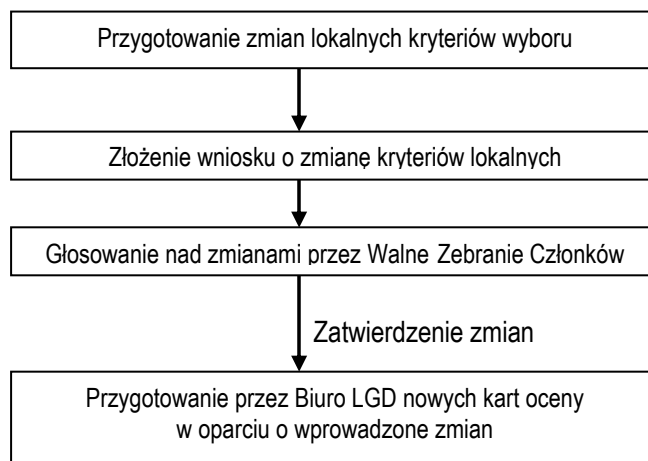 Przygotowanie zmian lokalnych kryteriów wyboru
Złożenie wniosku o zmianę kryteriów lokalnych
Głosowanie nad zmianami przez Walne Zebranie Członków
Zatwierdzenie zmian
Przygotowanie przez Biuro LGD nowych kart oceny
w oparciu o wprowadzone zmian